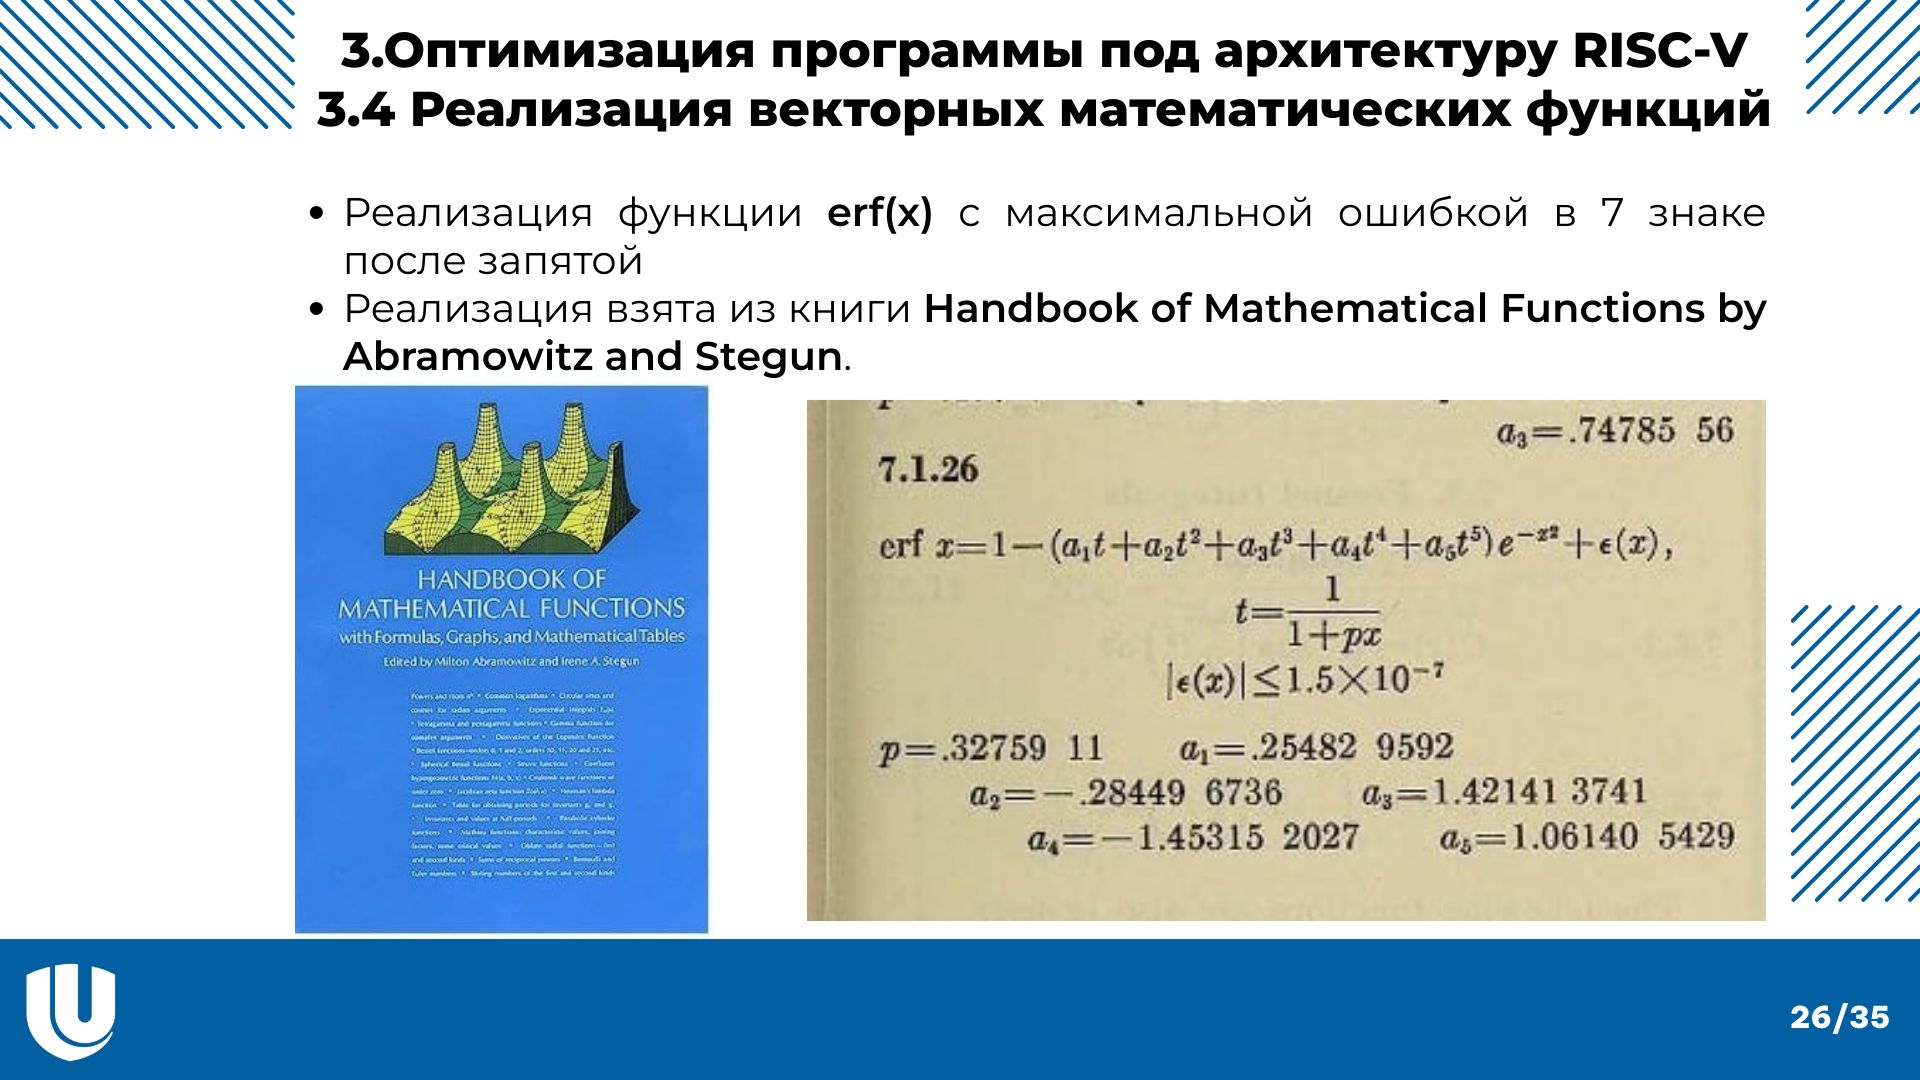 3.Оптимизация программы под архитектуру RISC-V
3.4 Реализация векторных математических функций
• Реализация функции erf(x) с максимальной ошибкой в 7 знаке
после запятой
• Реализация взята из книги Handbook of Mathematical Functions by
Abramowitz and Stegun.
HANDBOOK OF
MATHEMATICAL FUNCTIONS
with Formulas, Graphs, and Mathematical Tables
Edited by Milton Abramowitz and Irene A. Stegun
a₃=.74785 56
7.1.26
erf x=1−(a₁t+a₂t²+a₃t³+a₄t⁴+a₅t⁵)e^(−x²)+ϵ(x),
t=1/(1+px)
|ϵ(x)|≤1.5×10⁻⁷
p=.32759 11 a₁=.25482 9592
a₂=−.28449 6736 a₃=1.42141 3741
a₄=−1.45315 2027 a₅=1.06140 5429
26/35